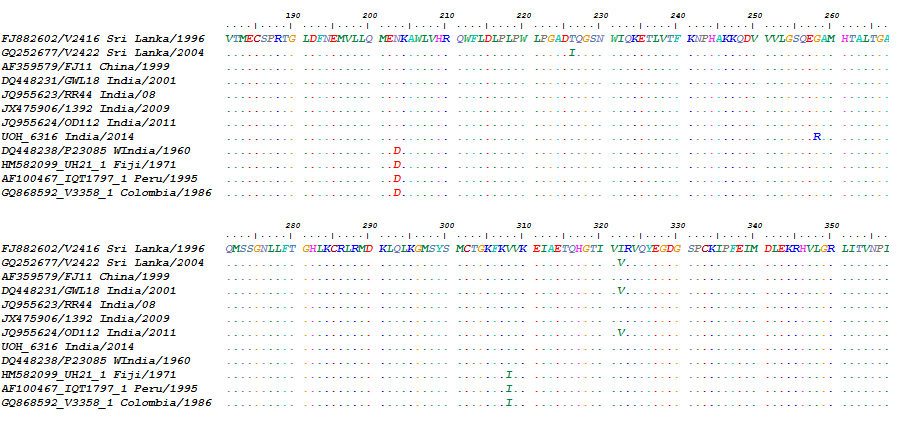 190 200 210 220 230 240 250 260
FJ882602/V2416 Sri Lanka/1996 VTMECSPRTG LDFNEMVLLQ MENKAWLVHR QWFLDLPLPW LPGADTQGSN WIQKETLVTF KNPHAKKQDV VVLGSQEGAM HTALTGA
GQ252677/V2422 Sri Lanka/2004 .......... .......... .......... .......... .....I.... .......... .......... .......... .......
AF359579/FJ11 China/1999 .......... .......... .......... .......... .......... .......... .......... .......... .......
DQ448231/GWL18 India/2001 .......... .......... .......... .......... .......... .......... .......... .......... .......
JQ955623/RR44 India/08 .......... .......... .......... .......... .......... .......... .......... .......... .......
JX475906/1392 India/2009 .......... .......... .......... .......... .......... .......... .......... .......... .......
JQ955624/OD112 India/2011 .......... .......... .......... .......... .......... .......... .......... .......... .......
UOH_6316 India/2014 .......... .......... .......... .......... .......... .......... .......... .......R.. .......
DQ448238/P23085 WIndia/1960 .......... .......... ..D....... .......... .......... .......... .......... .......... .......
HM582099_UH21_1 Fiji/1971 .......... .......... ..D....... .......... .......... .......... .......... .......... .......
AF100467_IQT1797_1 Peru/1995 .......... .......... ..D....... .......... .......... .......... .......... .......... .......
GQ868592_V3358_1 Colombia/1986 .......... .......... ..D....... .......... .......... .......... .......... .......... .......
280 290 300 310 320 330 340 350
FJ882602/V2416 Sri Lanka/1996 QMSSGNLLFT GHLKCRLRMD KLQLKGMSYS MCTGKFKVVK EIAETQHGTI VIRVQYEGDG SPCKIPFEIM DLEKRHVLGR LITVNPI
GQ252677/V2422 Sri Lanka/2004 .......... .......... .......... .......... .......... .V........ .......... .......... .......
AF359579/FJ11 China/1999 .......... .......... .......... .......... .......... .......... .......... .......... .......
DQ448231/GWL18 India/2001 .......... .......... .......... .......... .......... .V........ .......... .......... .......
JQ955623/RR44 India/08 .......... .......... .......... .......... .......... .......... .......... .......... .......
JX475906/1392 India/2009 .......... .......... .......... .......... .......... .......... .......... .......... .......
JQ955624/OD112 India/2011 .......... .......... .......... .......... .......... .V........ .......... .......... .......
UOH_6316 India/2014 .......... .......... .......... .......... .......... .......... .......... .......... .......
DQ448238/P23085 WIndia/1960 .......... .......... .......... .......... .......... .......... .......... .......... .......
HM582099_UH21_1 Fiji/1971 .......... .......... .......... .......I.. .......... .......... .......... .......... .......
AF100467_IQT1797_1 Peru/1995 .......... .......... .......... .......I.. .......... .......... .......... .......... .......
GQ868592_V3358_1 Colombia/1986 .......... .......... .......... .......I.. .......... .......... .......... .......... .......